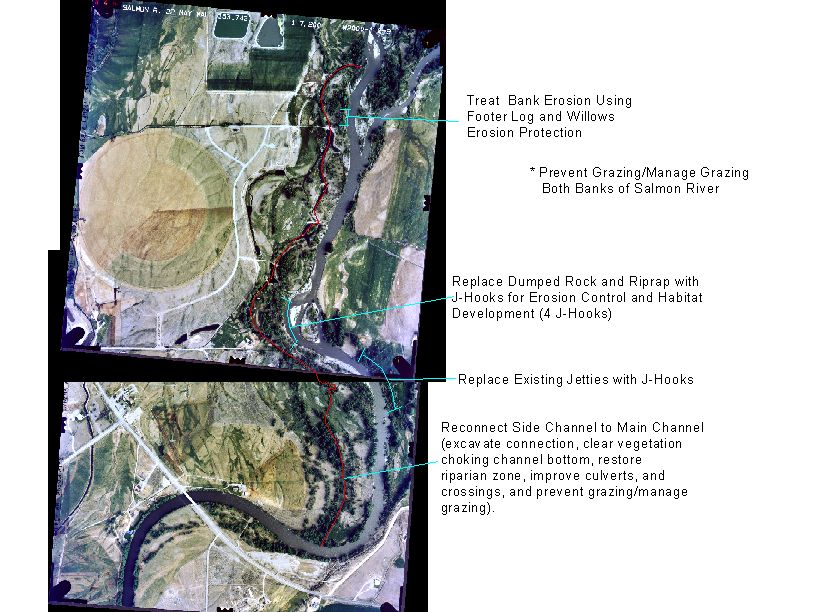 SALMON R.
Treat Bank Erosion Using
Footer Log and Willows
Erosion Protection
* Prevent Grazing/Manage Grazing
Both Banks of Salmon River
Replace Dumped Rock and Riprap with
J-Hooks for Erosion Control and Habitat
Development (4 J-Hooks)
Replace Existing Jetties with J-Hooks
Reconnect Side Channel to Main Channel
(excavate connection, clear vegetation
choking channel bottom, restore
riparian zone, improve culverts, and
crossings, and prevent grazing/manage
grazing).